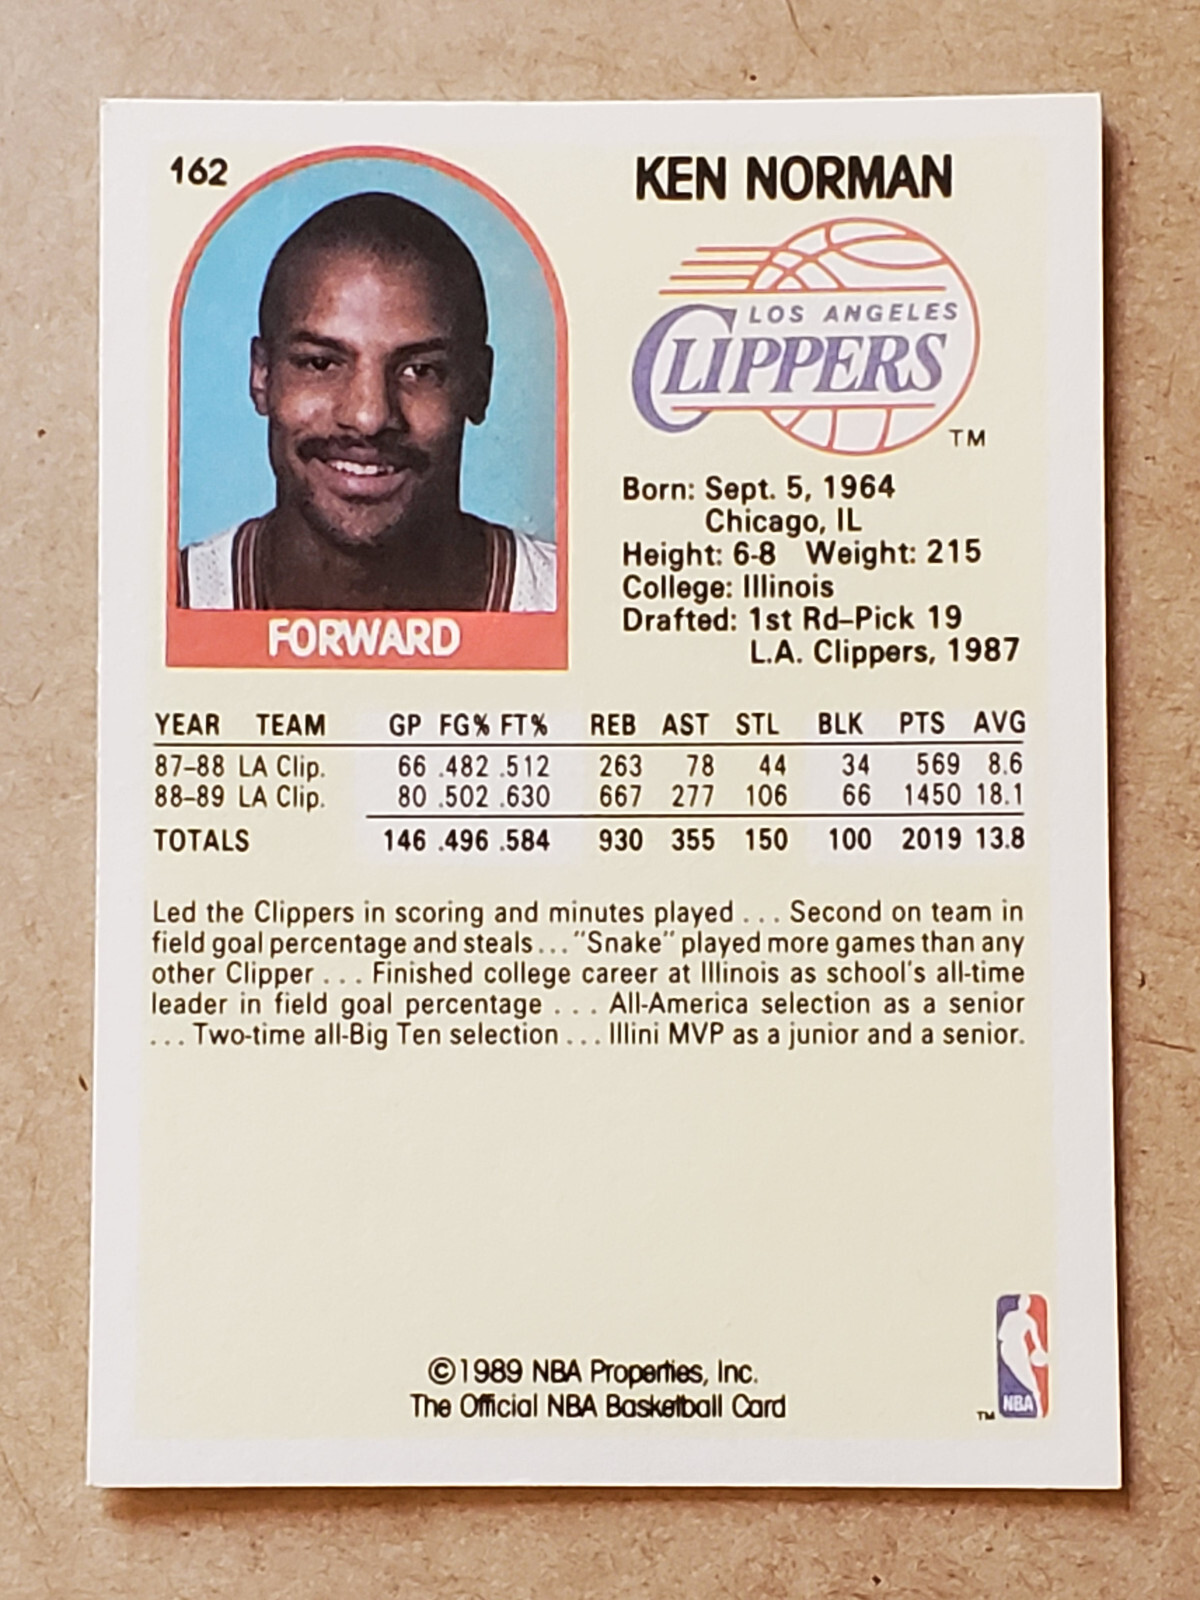 162
KEN NORMAN
LOS ANGELES
CLIPPERS
TM
Born: Sept. 5, 1964
Chicago, IL
Height: 6-8 Weight: 215
College: Illinois
Drafted: 1st Rd–Pick 19
L.A. Clippers, 1987
FORWARD
YEAR TEAM GP FG% FT% REB AST STL BLK PTS AVG
87–88 LA Clip. 66 .482 .512 263 78 44 34 569 8.6
88–89 LA Clip. 80 .502 .630 667 277 106 66 1450 18.1
TOTALS 146 .496 .584 930 355 150 100 2019 13.8
Led the Clippers in scoring and minutes played . . . Second on team in
field goal percentage and steals . . . "Snake" played more games than any
other Clipper . . . Finished college career at Illinois as school's all-time
leader in field goal percentage . . . All-America selection as a senior
. . . Two-time all-Big Ten selection . . . Illini MVP as a junior and a senior.
©1989 NBA Properties, Inc.
The Official NBA Basketball Card
TM NBA